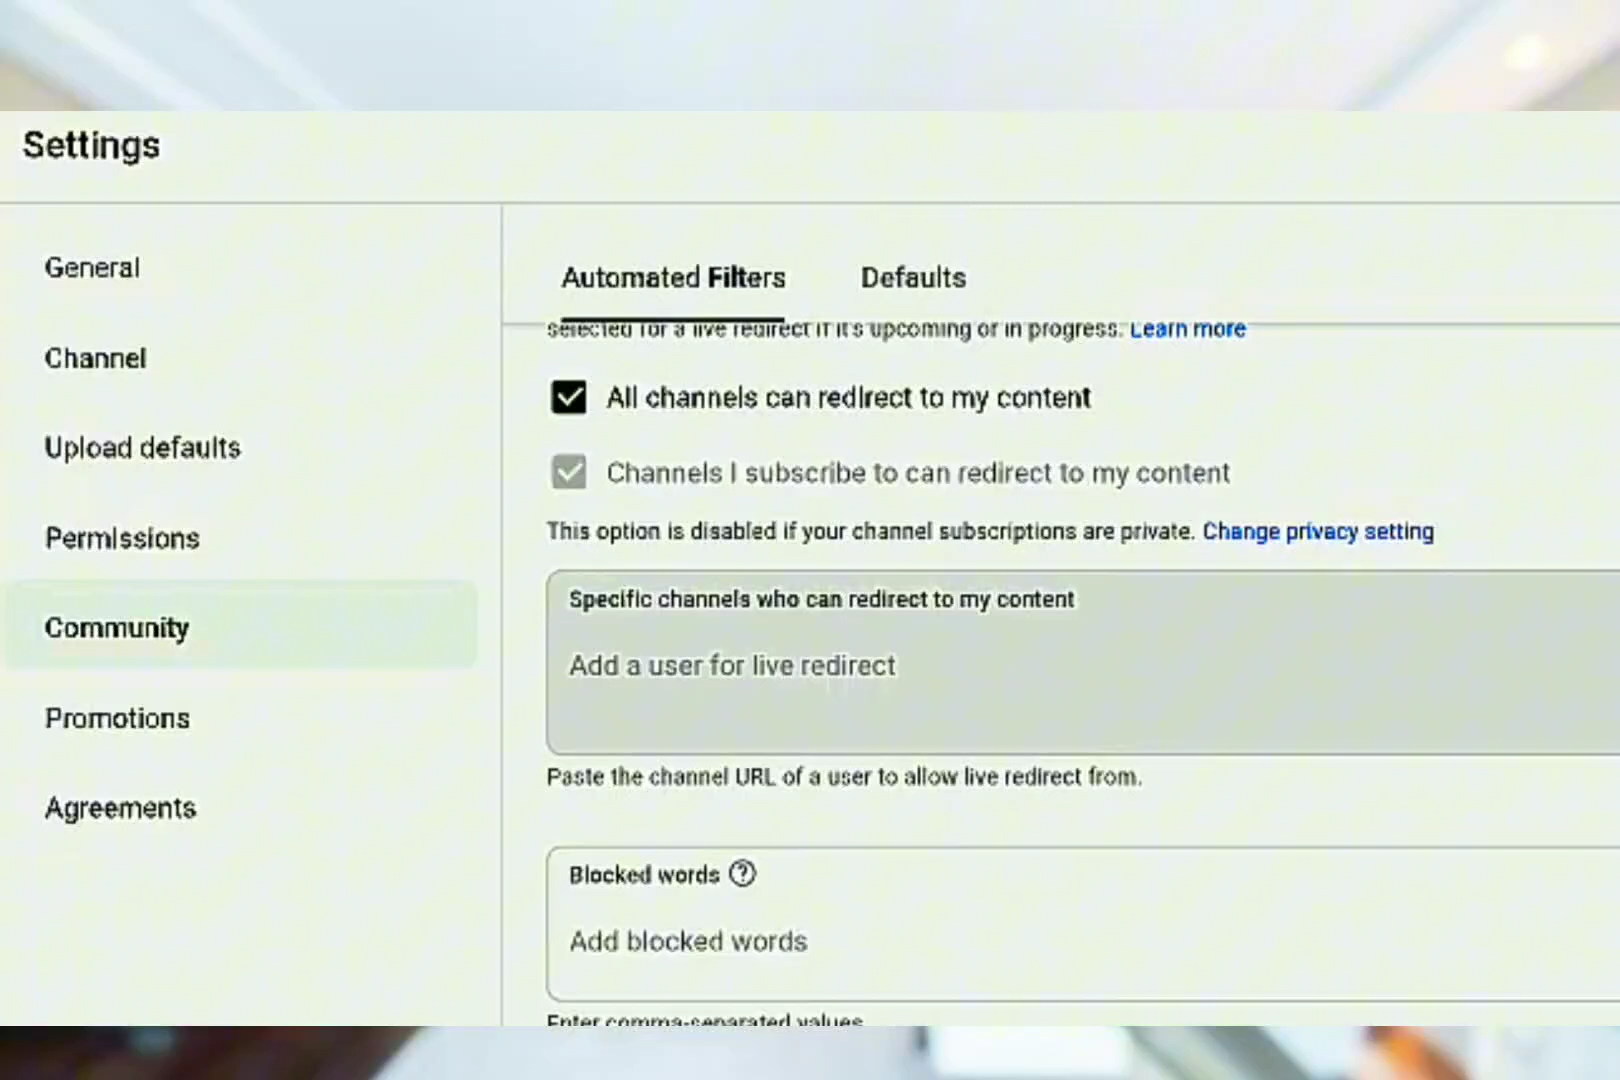 Settings
General
Channel
Upload defaults
Permissions
Community
Promotions
Agreements
Automated Filters
Defaults
selected for a live redirect if it's upcoming or in progress. Learn more
All channels can redirect to my content
Channels I subscribe to can redirect to my content
This option is disabled if your channel subscriptions are private. Change privacy setting
Specific channels who can redirect to my content
Add a user for live redirect
Paste the channel URL of a user to allow live redirect from.
Blocked words
Add blocked words
Enter comma-separated values